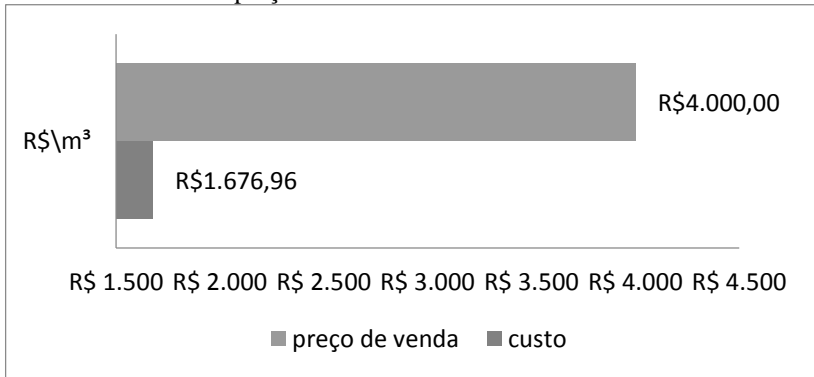 preço
R$4.000,00
R$\m³
R$1.676,96
R$ 1.500 R$ 2.000 R$ 2.500 R$ 3.000 R$ 3.500 R$ 4.000 R$ 4.500
preço de venda custo